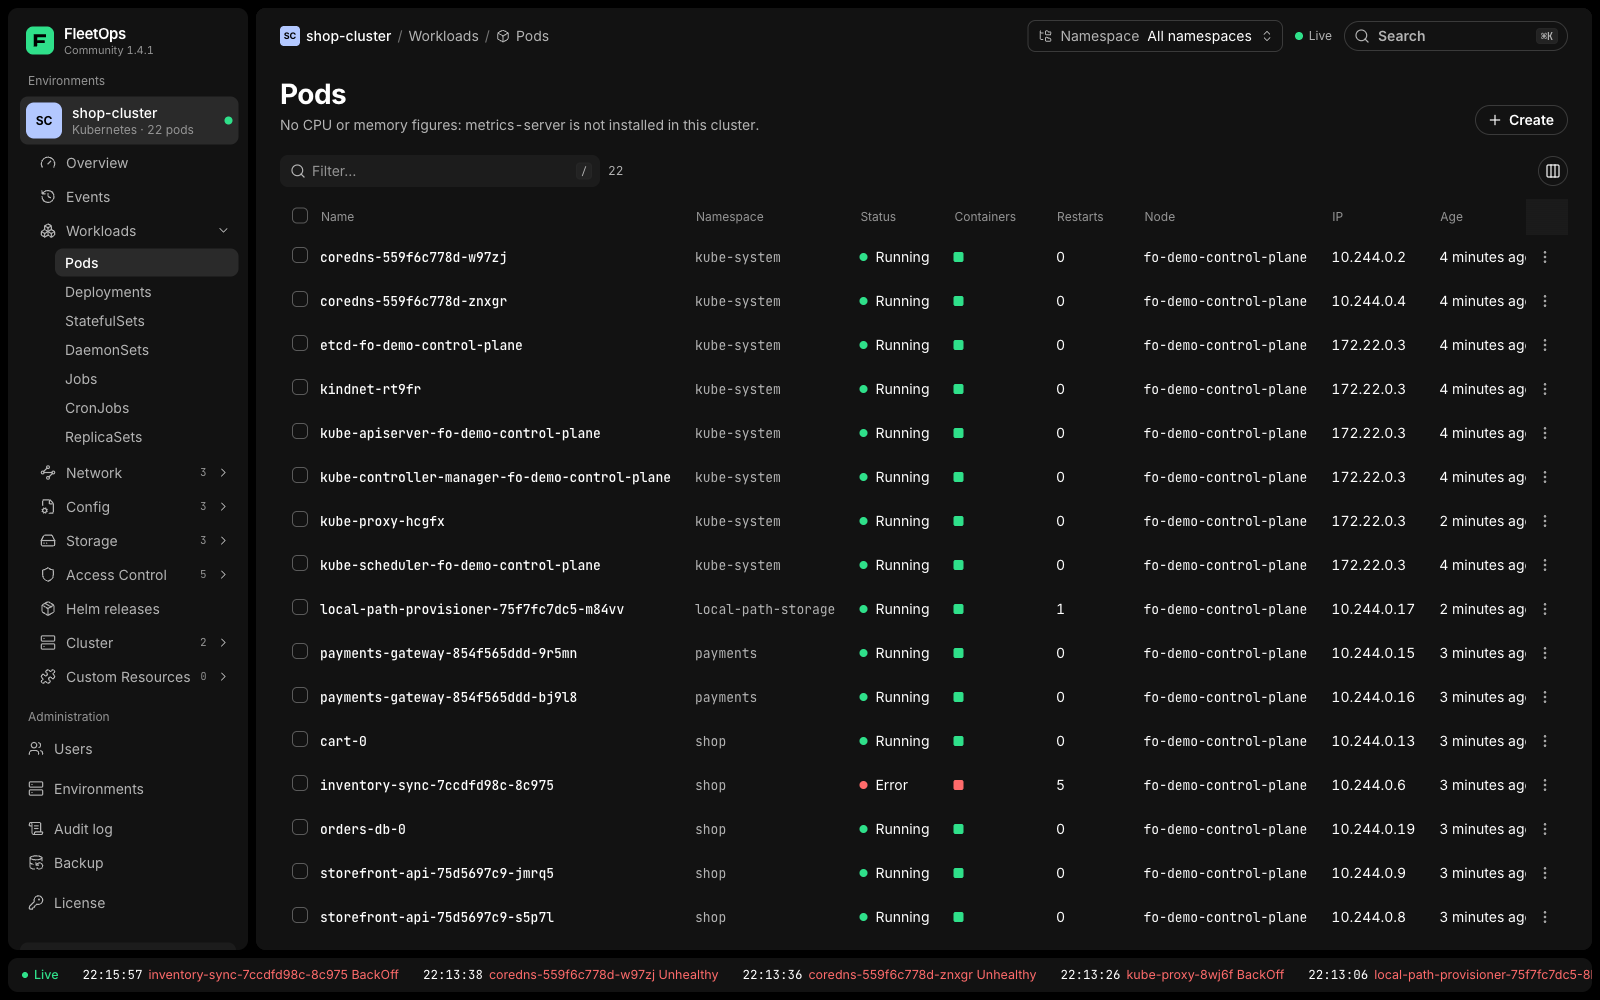 FleetOps
Community 1.4.1
Environments
SC
shop-cluster
Kubernetes · 22 pods
Overview
Events
Workloads
Pods
Deployments
StatefulSets
DaemonSets
Jobs
CronJobs
ReplicaSets
Network 3
Config 3
Storage 3
Access Control 5
Helm releases
Cluster 2
Custom Resources 0
Administration
Users
Environments
Audit log
Backup
License
SC shop-cluster / Workloads / Pods
Namespace All namespaces
Live
Search ⌘K
Pods
No CPU or memory figures: metrics-server is not installed in this cluster.
+ Create
Filter... / 22
Name Namespace Status Containers Restarts Node IP Age
coredns-559f6c778d-w97zj kube-system Running 0 fo-demo-control-plane 10.244.0.2 4 minutes ago
coredns-559f6c778d-znxgr kube-system Running 0 fo-demo-control-plane 10.244.0.4 4 minutes ago
etcd-fo-demo-control-plane kube-system Running 0 fo-demo-control-plane 172.22.0.3 4 minutes ago
kindnet-rt9fr kube-system Running 0 fo-demo-control-plane 172.22.0.3 4 minutes ago
kube-apiserver-fo-demo-control-plane kube-system Running 0 fo-demo-control-plane 172.22.0.3 4 minutes ago
kube-controller-manager-fo-demo-control-plane kube-system Running 0 fo-demo-control-plane 172.22.0.3 4 minutes ago
kube-proxy-hcgfx kube-system Running 0 fo-demo-control-plane 172.22.0.3 2 minutes ago
kube-scheduler-fo-demo-control-plane kube-system Running 0 fo-demo-control-plane 172.22.0.3 4 minutes ago
local-path-provisioner-75f7fc7dc5-m84vv local-path-storage Running 1 fo-demo-control-plane 10.244.0.17 2 minutes ago
payments-gateway-854f565ddd-9r5mn payments Running 0 fo-demo-control-plane 10.244.0.15 3 minutes ago
payments-gateway-854f565ddd-bj9l8 payments Running 0 fo-demo-control-plane 10.244.0.16 3 minutes ago
cart-0 shop Running 0 fo-demo-control-plane 10.244.0.13 3 minutes ago
inventory-sync-7ccdfd98c-8c975 shop Error 5 fo-demo-control-plane 10.244.0.6 3 minutes ago
orders-db-0 shop Running 0 fo-demo-control-plane 10.244.0.19 3 minutes ago
storefront-api-75d5697c9-jmrq5 shop Running 0 fo-demo-control-plane 10.244.0.9 3 minutes ago
storefront-api-75d5697c9-s5p7l shop Running 0 fo-demo-control-plane 10.244.0.8 3 minutes ago
Live 22:15:57 inventory-sync-7ccdfd98c-8c975 BackOff 22:13:38 coredns-559f6c778d-w97zj Unhealthy 22:13:36 coredns-559f6c778d-znxgr Unhealthy 22:13:26 kube-proxy-8wj6f BackOff 22:13:06 local-path-provisioner-75f7fc7dc5-8